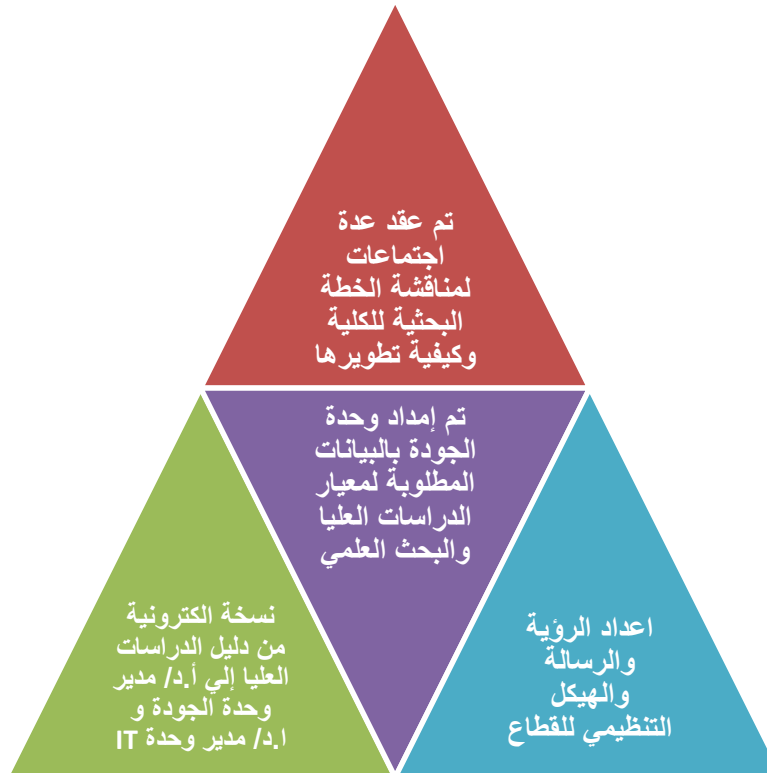 تم عقد عدة
اجتماعات
لمناقشة الخطة
البحثية للكلية
وكيفية تطويرها
تم إمداد وحدة
الجودة بالبيانات
المطلوبة لمعيار
الدراسات العليا
والبحث العلمي
اعداد الرؤية
والرسالة
والهيكل
التنظيمي للقطاع
نسخة الكترونية
من دليل الدراسات
العليا إلي أ.د/ مدير
وحدة الجودة و
ا.د/ مدير وحدة IT